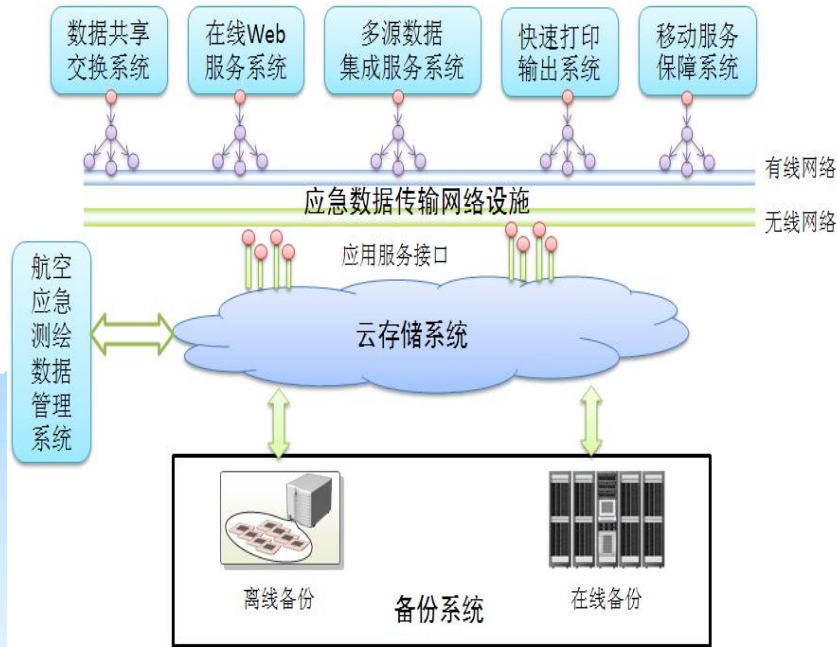 数据共享
交换系统
在线Web
服务系统
多源数据
集成服务系统
快速打印
输出系统
移动服务
保障系统
有线网络
应急数据传输网络设施
无线网络
应用服务接口
航空
应急
测绘
数据
管理
系统
云存储系统
离线备份
备份系统
在线备份